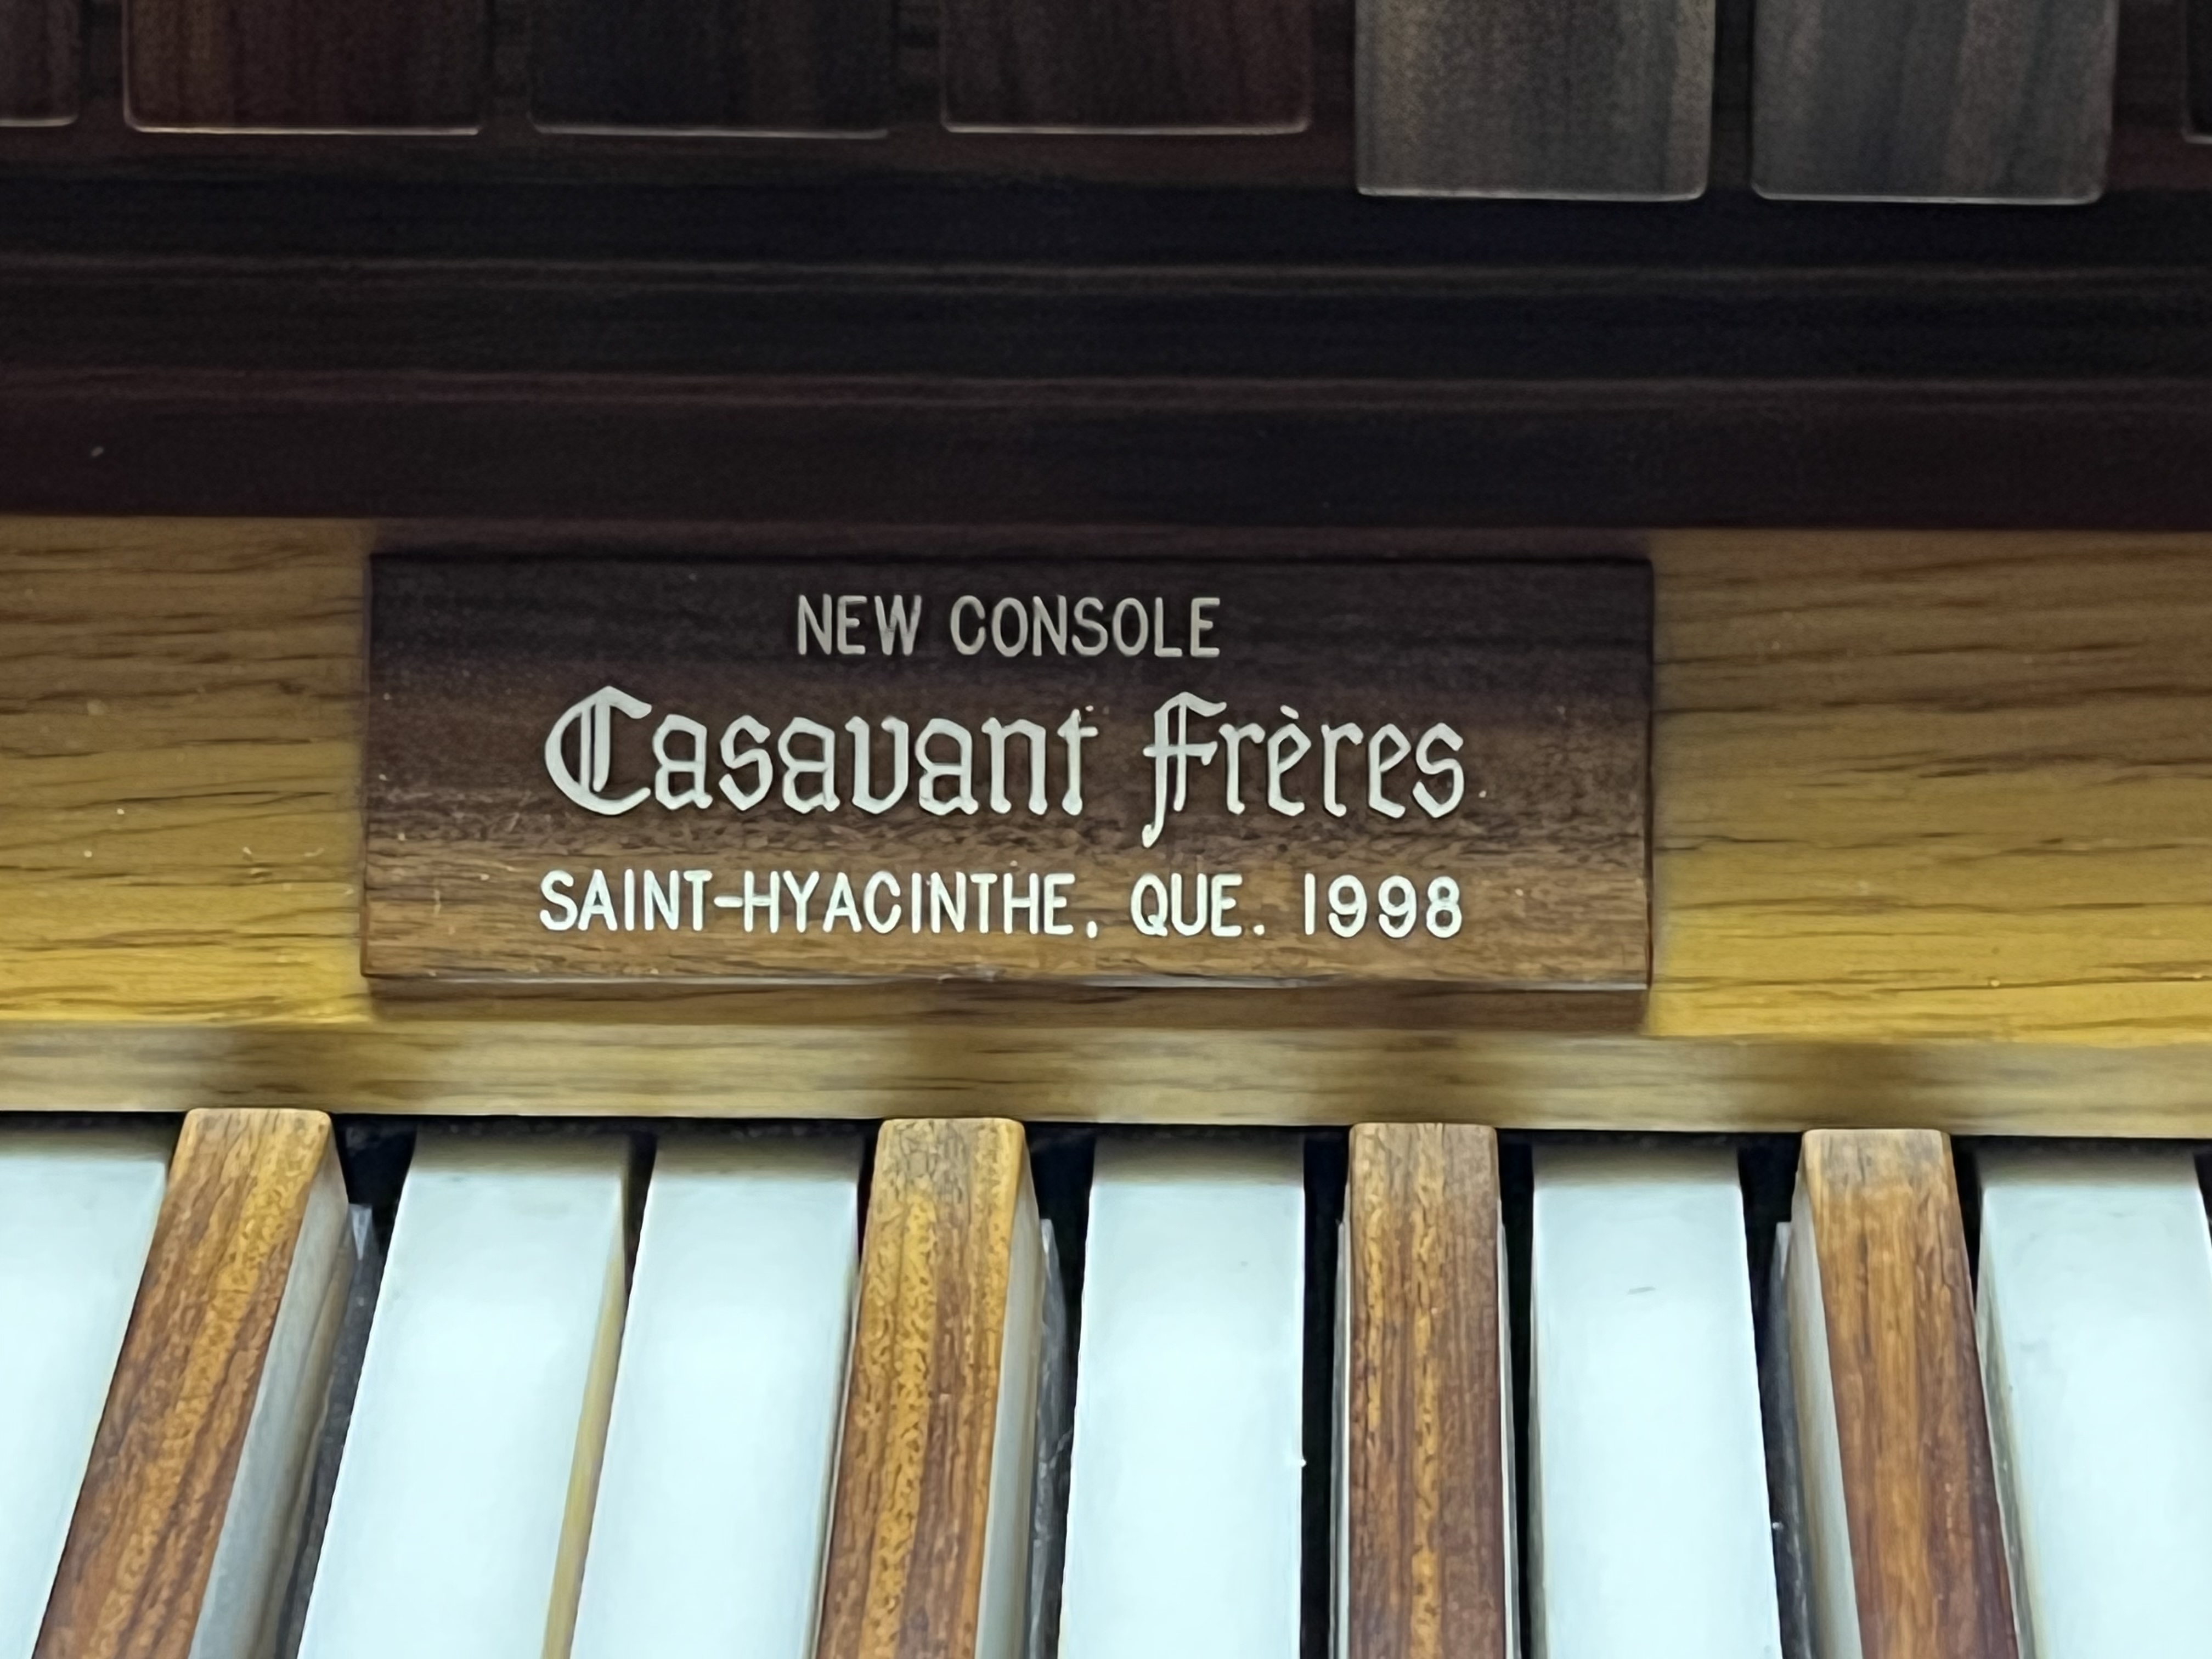 NEW CONSOLE
Casavant Frères
SAINT-HYACINTHE, QUE. 1998